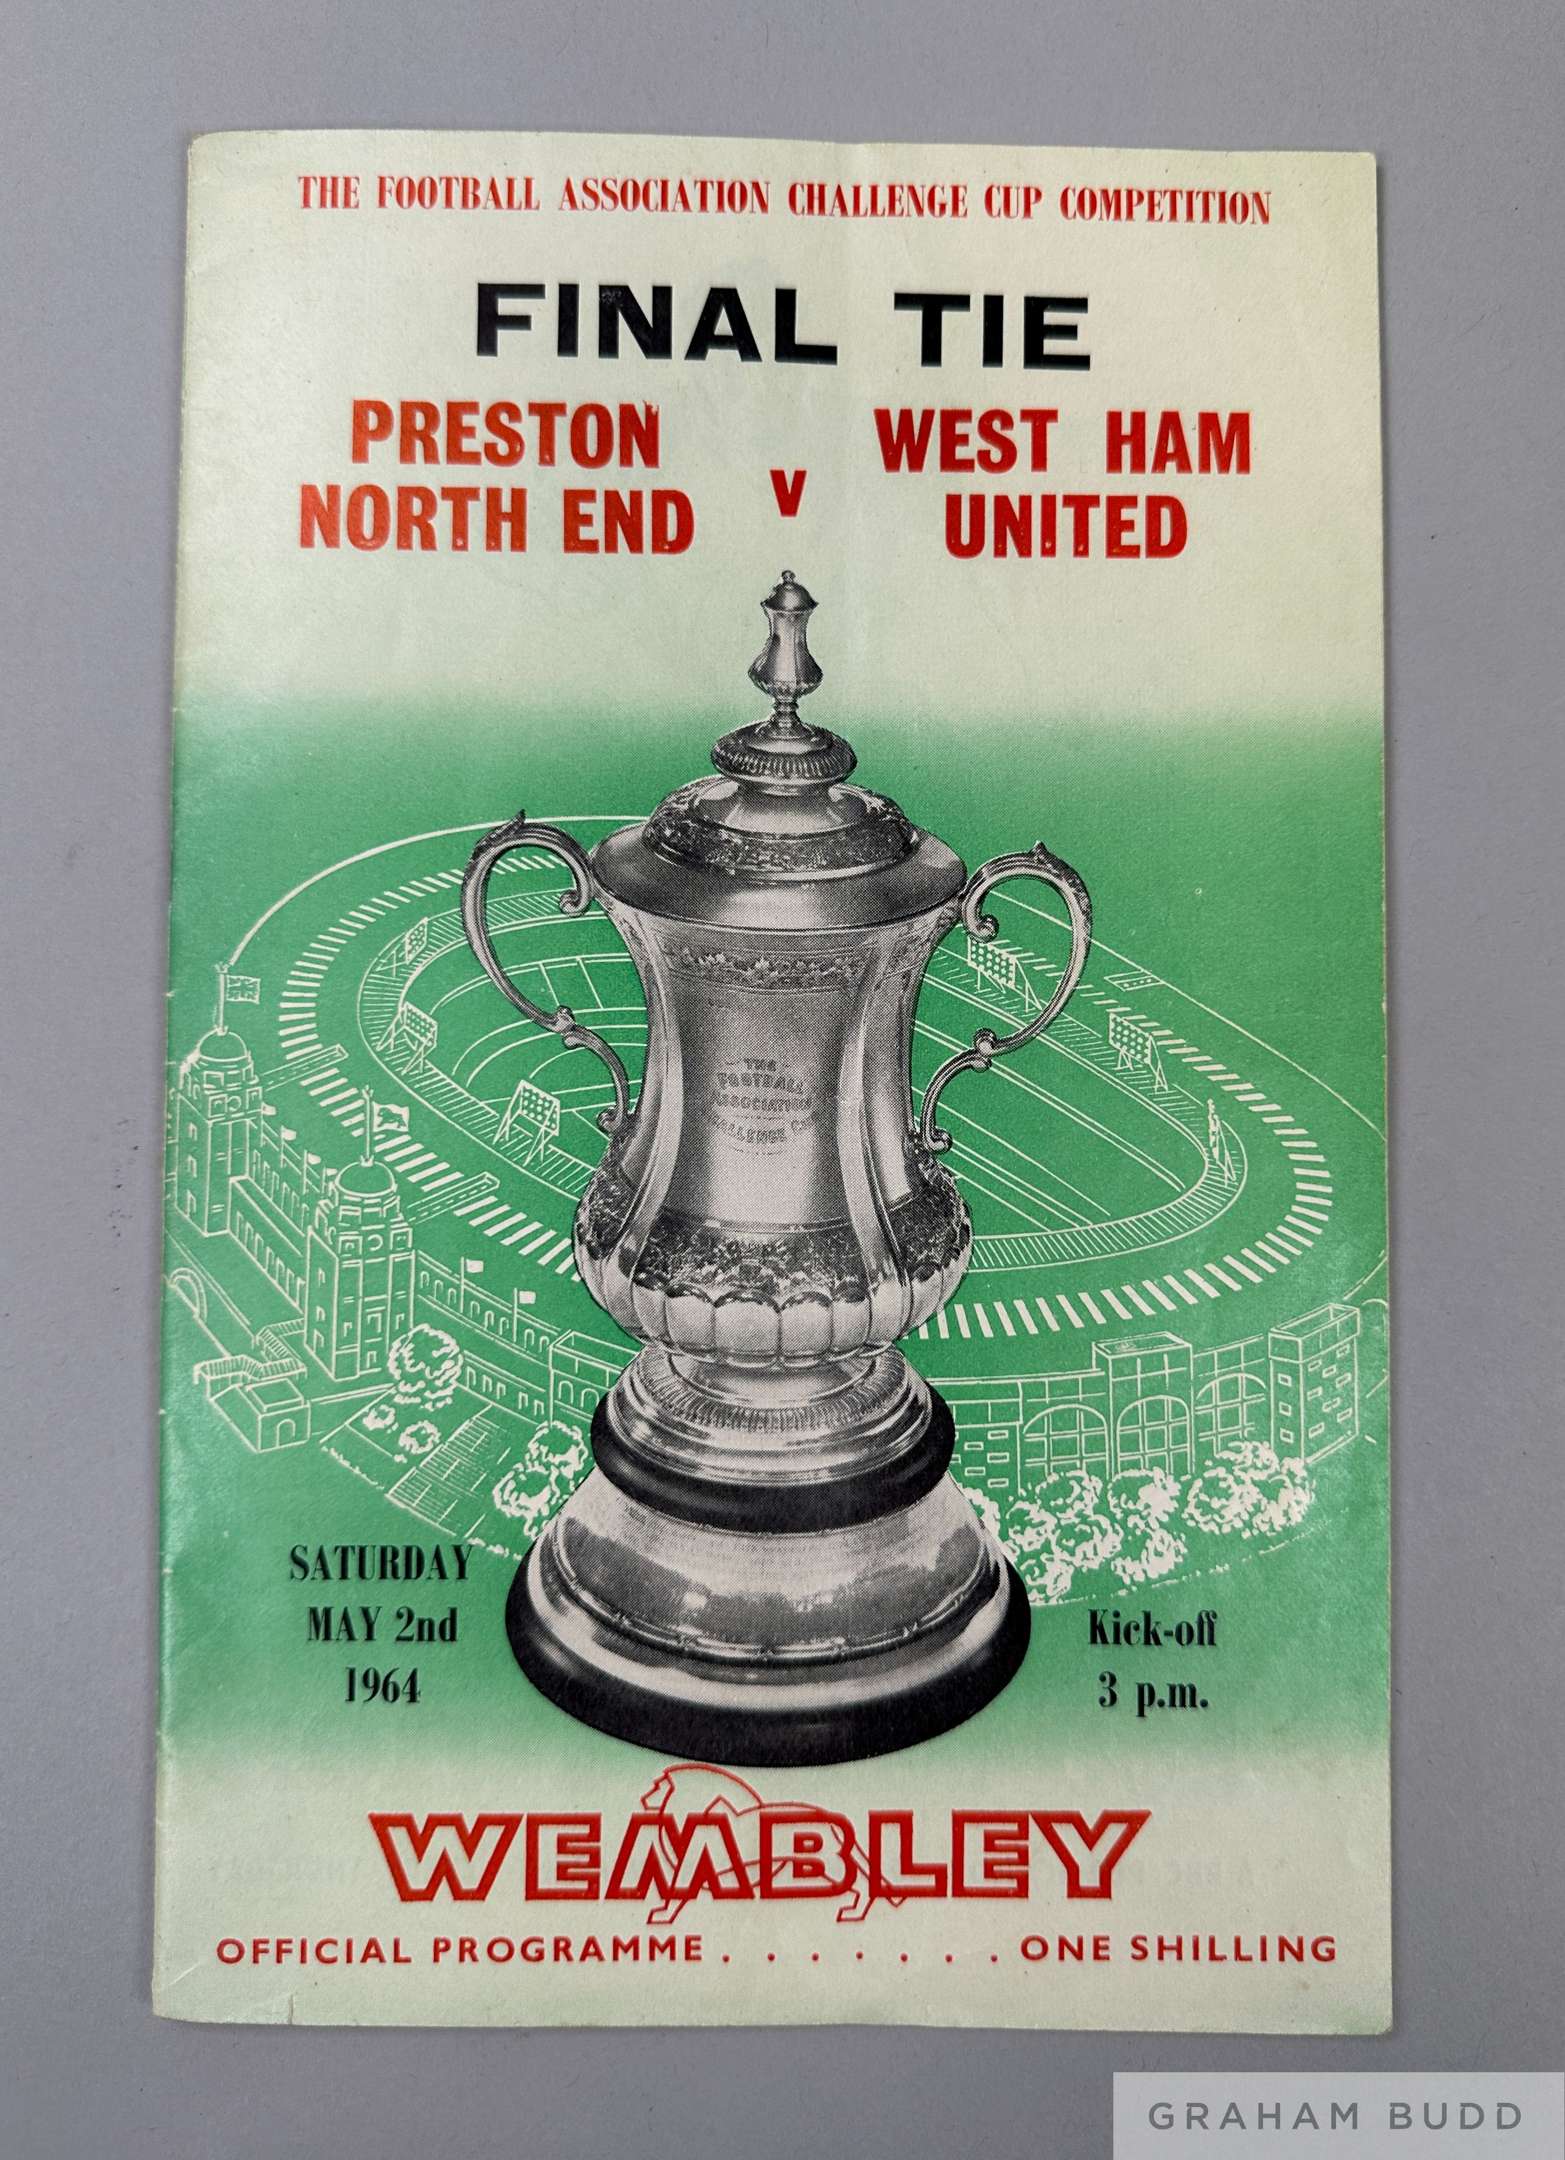 THE FOOTBALL ASSOCIATION CHALLENGE CUP COMPETITION
FINAL TIE
PRESTON
NORTH END
v
WEST HAM
UNITED
THE
FOOTBALL
ASSOCIATION
CHALLENGE CUP
SATURDAY
MAY 2nd
1964
Kick-off
3 p.m.
WEMBLEY
OFFICIAL PROGRAMME . . . . . . . ONE SHILLING
GRAHAM BUDD